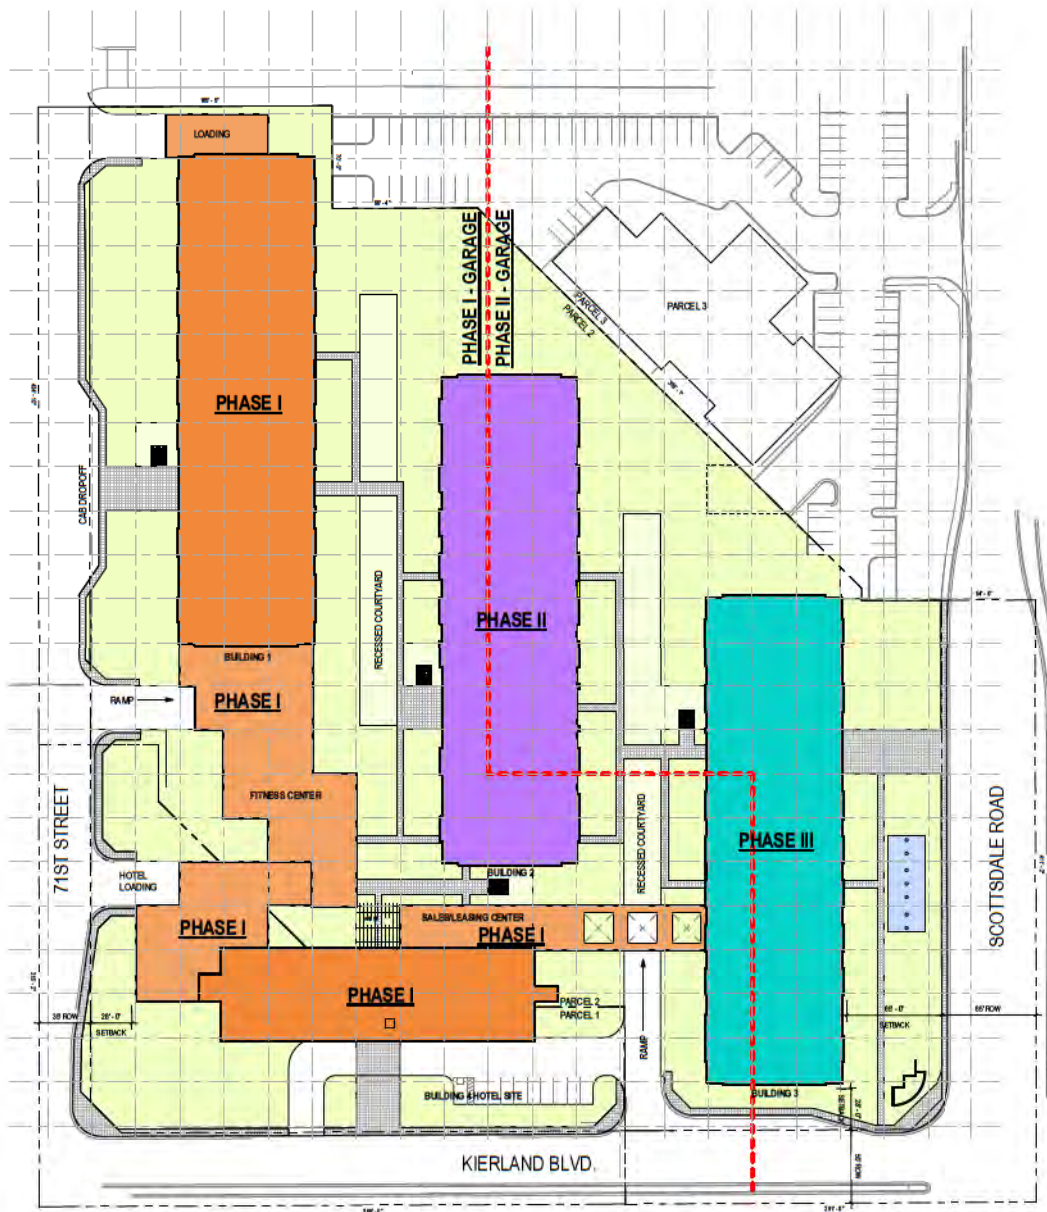 LOADING
PHASE I - GARAGE
PHASE II - GARAGE
PARCEL 3
PARCEL 2
PARCEL 3
PHASE I
CAB DROPOFF
RECESSED COURTYARD
PHASE II
BUILDING 1
PHASE I
RAMP
FITNESS CENTER
71ST STREET
HOTEL
LOADING
RECESSED COURTYARD
PHASE III
SCOTTSDALE ROAD
BUILDING 2
SALES/LEASING CENTER
PHASE I
PHASE I
PHASE I
PARCEL 2
PARCEL 1
38' ROW
28' - 0"
SETBACK
65' ROW
SETBACK
RAMP
BUILDING 4 HOTEL SITE
BUILDING 3
SETBACK
28' - 0"
KIERLAND BLVD.